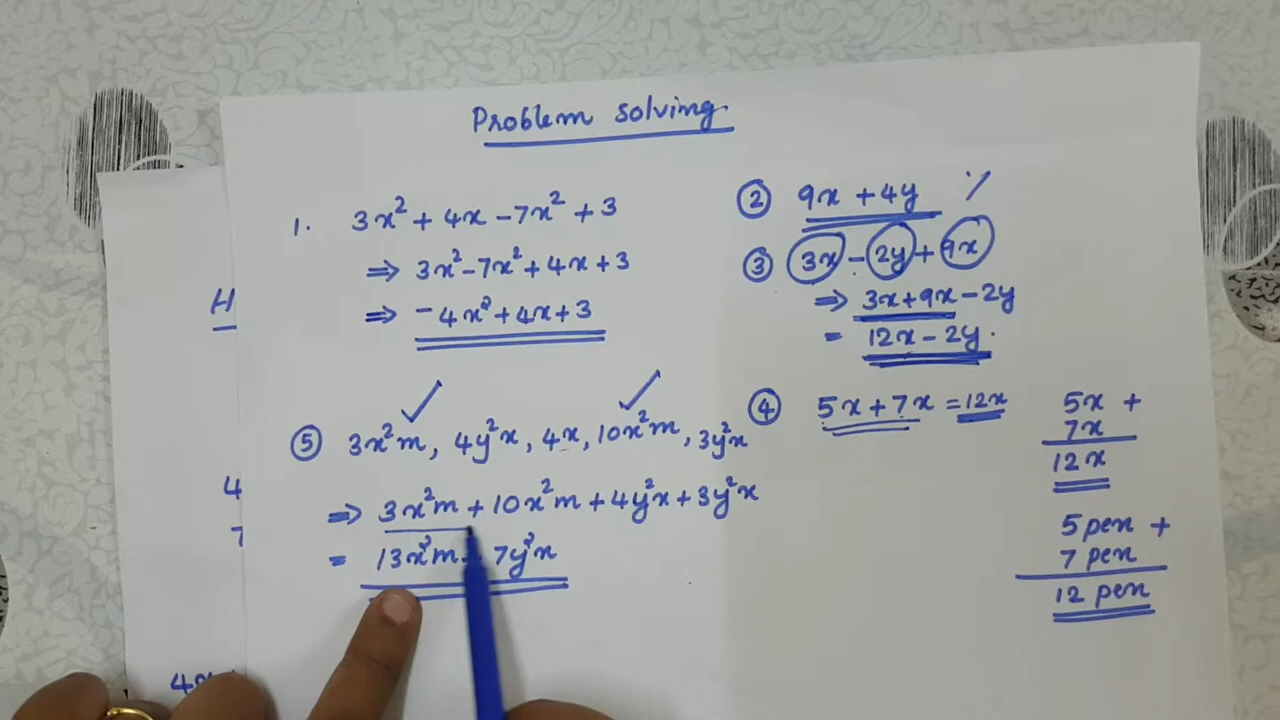 Problem Solving
1. 3x² + 4x - 7x² + 3
⇒ 3x² - 7x² + 4x + 3
⇒ -4x² + 4x + 3
② 9x + 4y
③ 3x - 2y + 9x
⇒ 3x + 9x - 2y
= 12x - 2y.
④ 5x + 7x = 12x
5x +
7x
12x
5 pen +
7 pen
12 pen
⑤ 3x²m, 4y²x, 4x, 10x²m, 3y²x
⇒ 3x²m + 10x²m + 4y²x + 3y²x
= 13x²m 7y²x
H
4
7